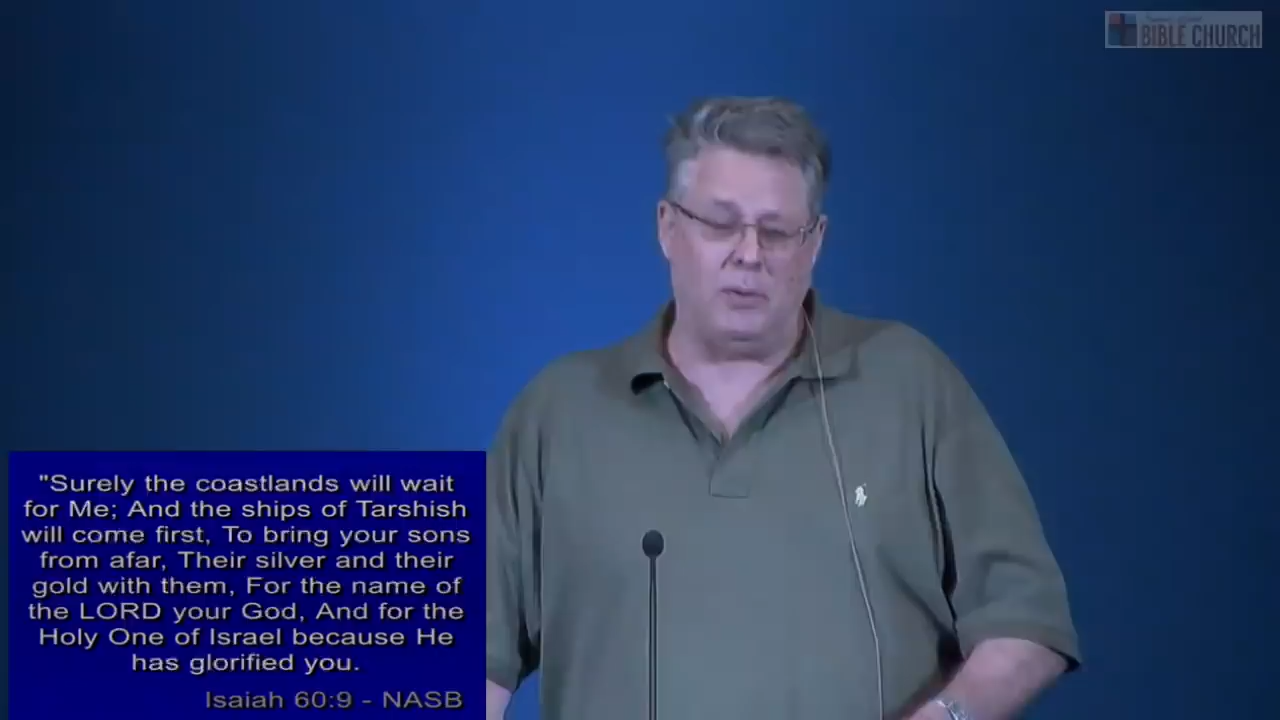 BIBLE CHURCH
"Surely the coastlands will wait
for Me; And the ships of Tarshish
will come first, To bring your sons
from afar, Their silver and their
gold with them, For the name of
the LORD your God, And for the
Holy One of Israel because He
has glorified you.
Isaiah 60:9 - NASB